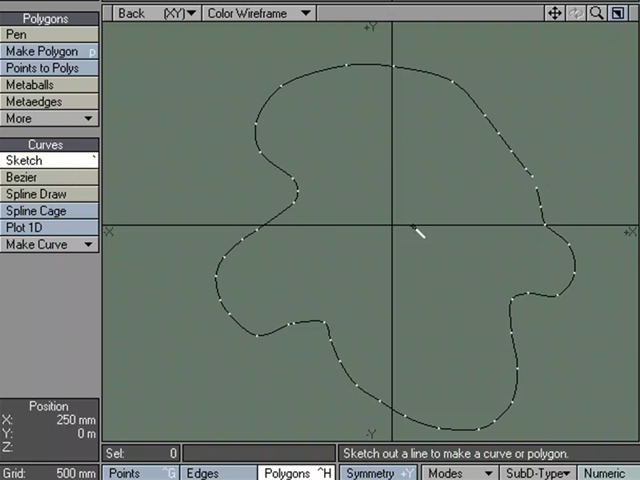 Polygons
Pen
Make Polygon p
Points to Polys
Metaballs
Metaedges
More
Curves
Sketch `
Bezier
Spline Draw
Spline Cage
Plot 1D
Make Curve
Position
X: 250 mm
Y: 0 m
Z:
Grid: 500 mm
Back (XY) Color Wireframe
+Y
-X
+X
-Y
Sel: 0
Sketch out a line to make a curve or polygon.
Points ^G Edges Polygons ^H Symmetry +Y Modes SubD-Type Numeric